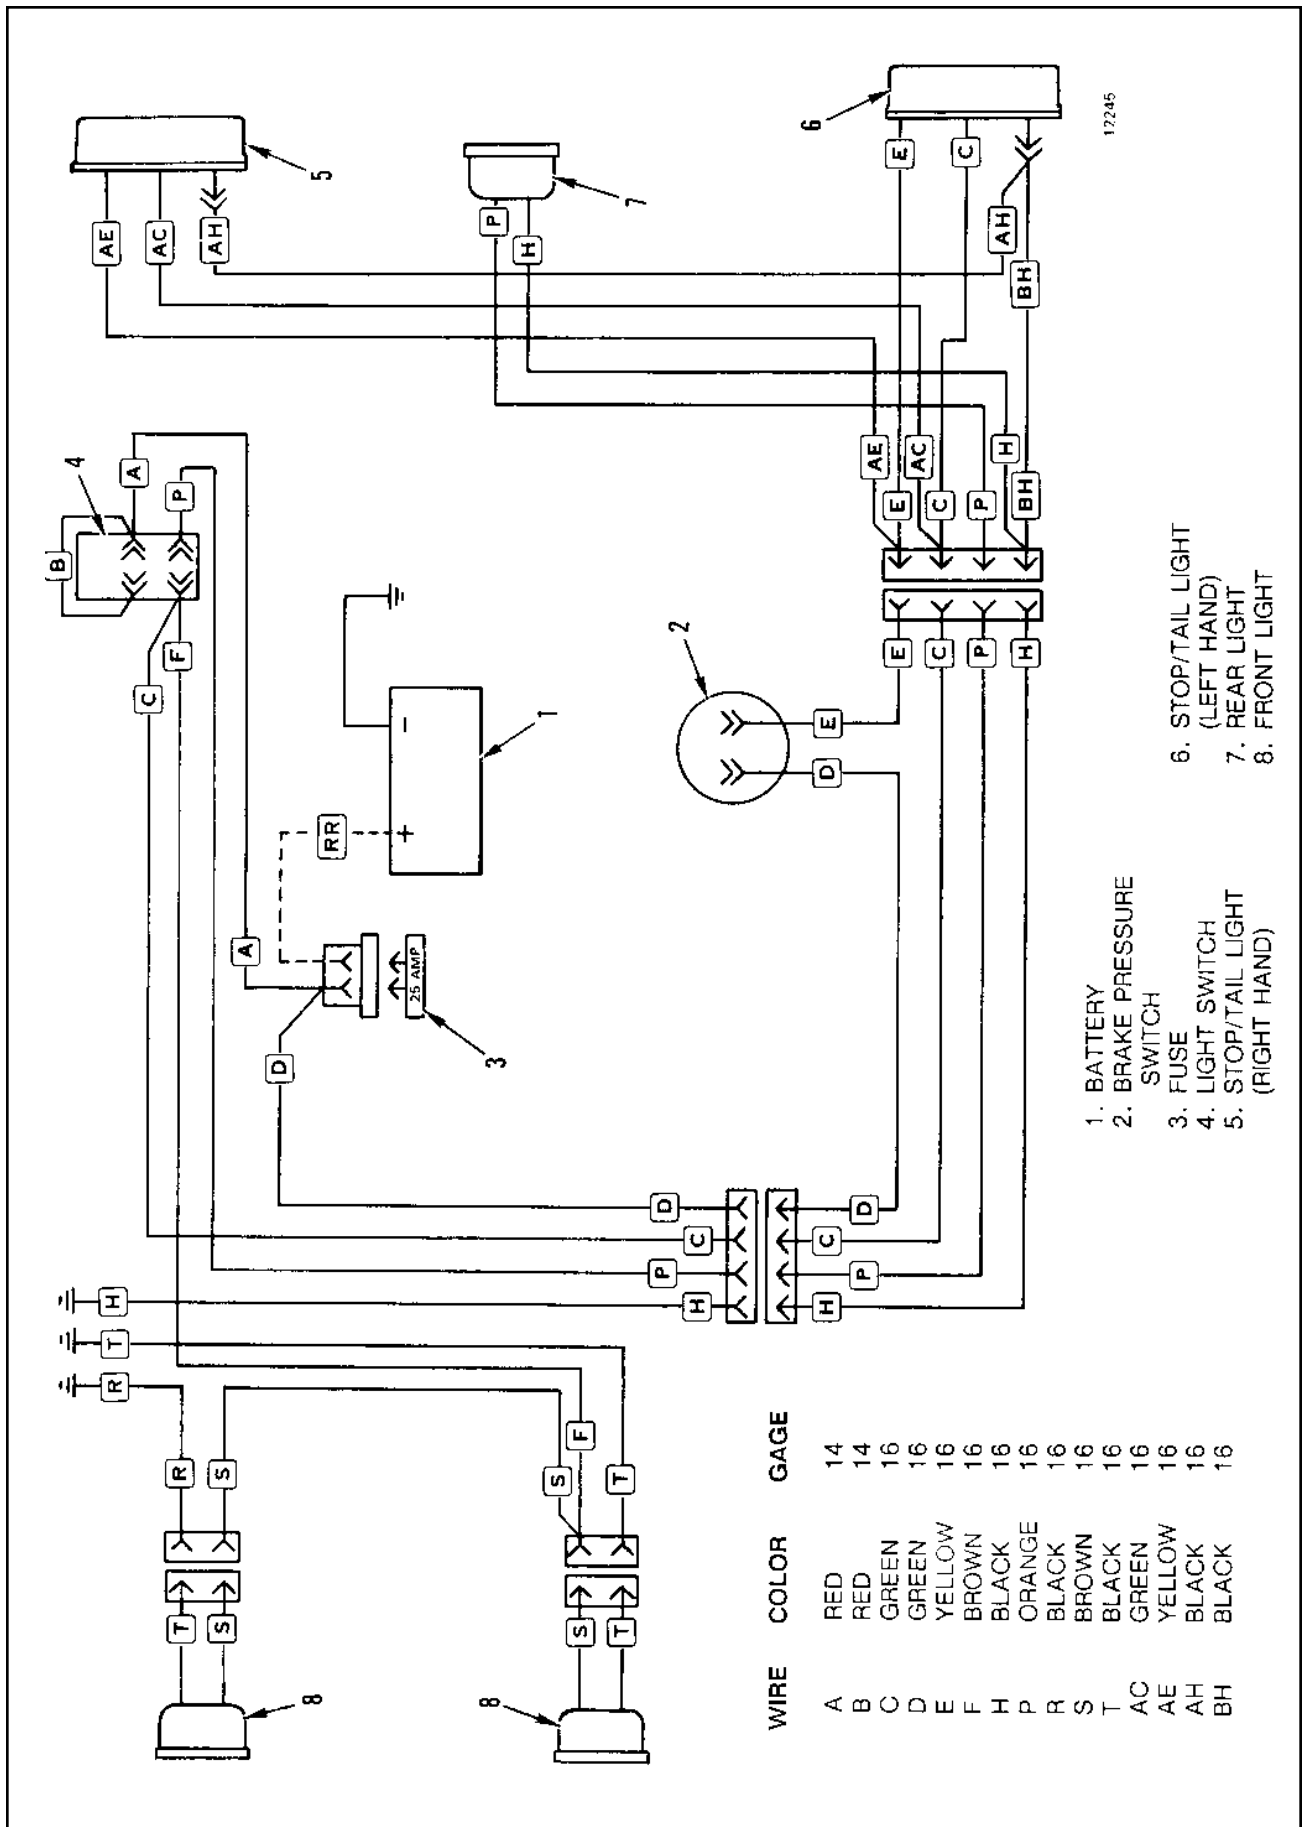 8
8
T
S
S
T
R
S
S
F
T
R
T
H
H
P
C
D
H
P
C
D
D
A
3
25 AMP
RR
+
-
1
2
D
E
C
F
B
4
A
P
E
C
P
H
E
C
P
BH
AE
AC
H
5
AE
AC
AH
7
P
H
6
E
C
AH
BH
12245
WIRE COLOR GAGE
A RED 14
B RED 14
C GREEN 16
D GREEN 16
E YELLOW 16
F BROWN 16
H BLACK 16
P ORANGE 16
R BLACK 16
S BROWN 16
T BLACK 16
AC GREEN 16
AE YELLOW 16
AH BLACK 16
BH BLACK 16
1. BATTERY
2. BRAKE PRESSURE
SWITCH
3. FUSE
4. LIGHT SWITCH
5. STOP/TAIL LIGHT
(RIGHT HAND)
6. STOP/TAIL LIGHT
(LEFT HAND)
7. REAR LIGHT
8. FRONT LIGHT